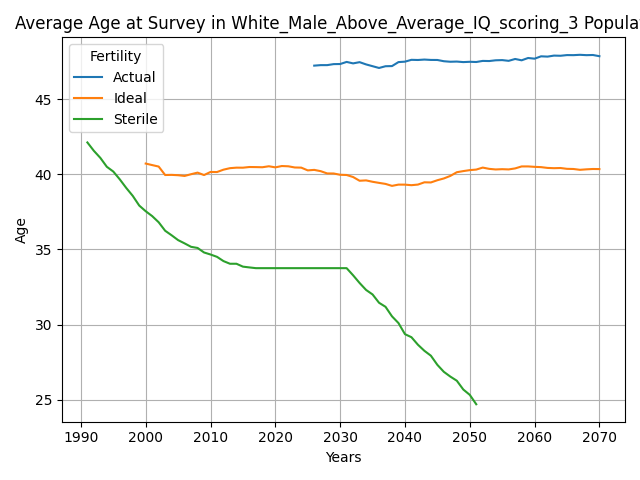 Average Age at Survey in White_Male_Above_Average_IQ_scoring_3 Popula
Fertility
Actual
Ideal
Sterile
Age
45
40
35
30
25
1990 2000 2010 2020 2030 2040 2050 2060 2070
Years